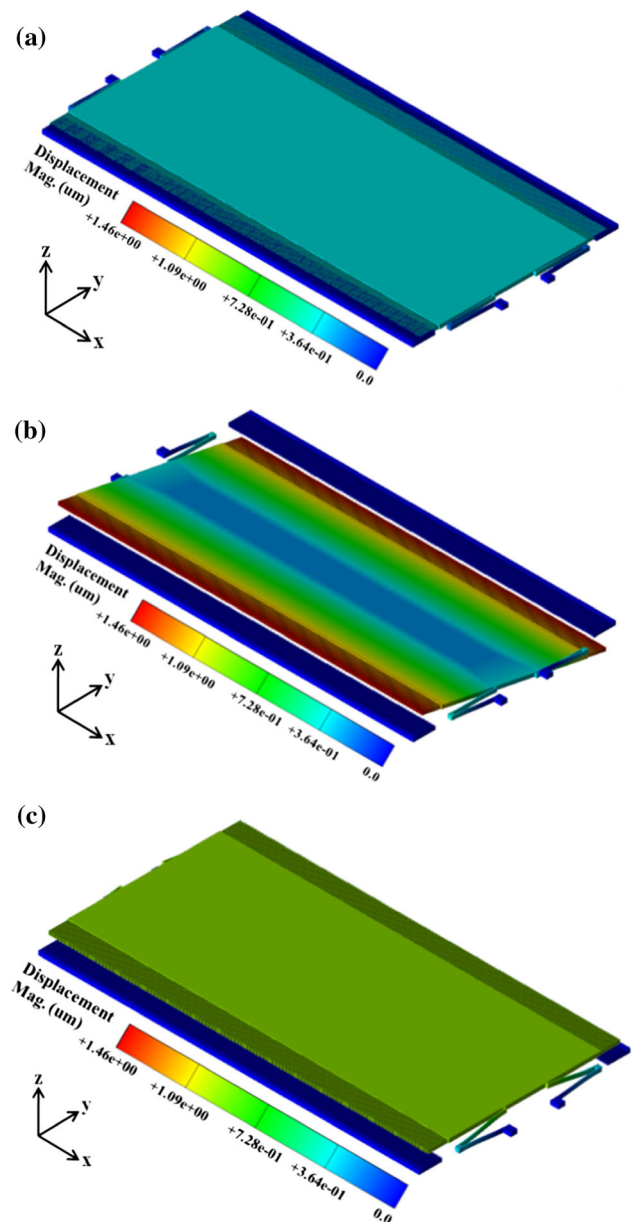 (a)
Displacement
Mag. (um)
+1.46e+00
+1.09e+00
+7.28e-01
+3.64e-01
0.0
z
y
x
(b)
Displacement
Mag. (um)
+1.46e+00
+1.09e+00
+7.28e-01
+3.64e-01
0.0
z
y
x
(c)
Displacement
Mag. (um)
+1.46e+00
+1.09e+00
+7.28e-01
+3.64e-01
0.0
z
y
x